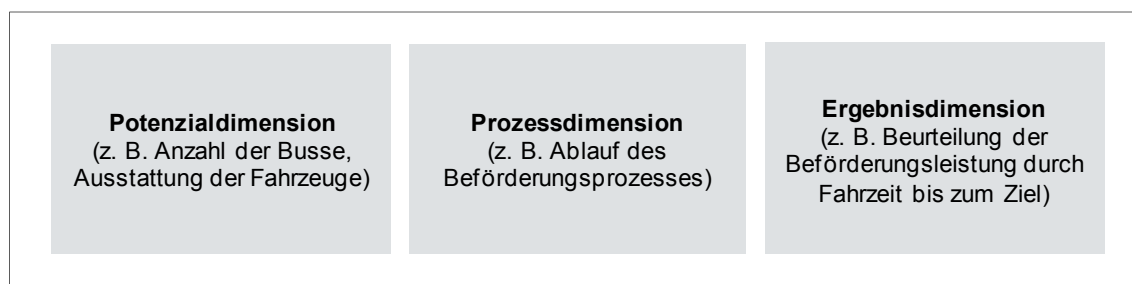 Potenzialdimension
(z. B. Anzahl der Busse,
Ausstattung der Fahrzeuge)
Prozessdimension
(z. B. Ablauf des
Beförderungsprozesses)
Ergebnisdimension
(z. B. Beurteilung der
Beförderungsleistung durch
Fahrzeit bis zum Ziel)